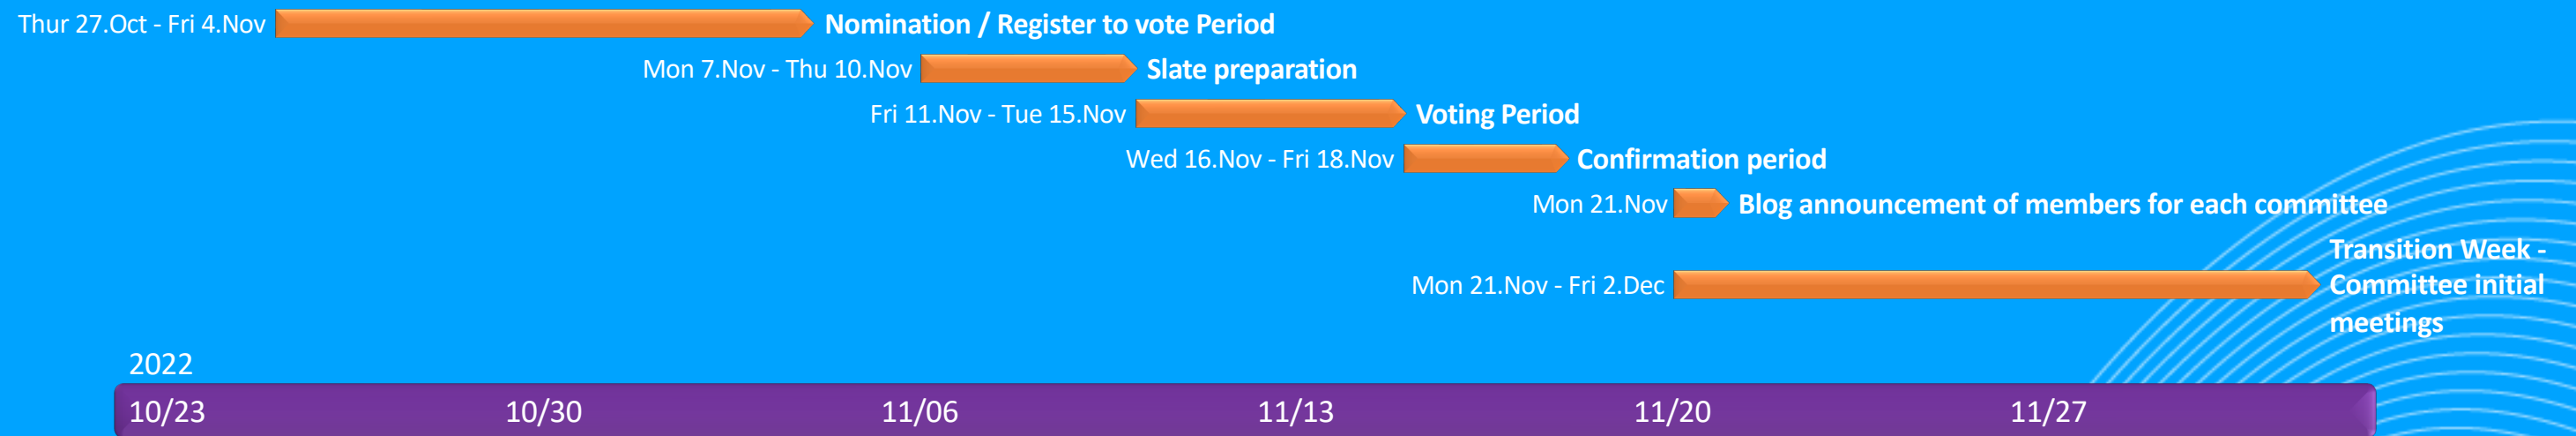 Thur 27.Oct - Fri 4.Nov Nomination / Register to vote Period
Mon 7.Nov - Thu 10.Nov Slate preparation
Fri 11.Nov - Tue 15.Nov Voting Period
Wed 16.Nov - Fri 18.Nov Confirmation period
Mon 21.Nov Blog announcement of members for each committee
Mon 21.Nov - Fri 2.Dec
Transition Week -
Committee initial
meetings
2022
10/23 10/30 11/06 11/13 11/20 11/27